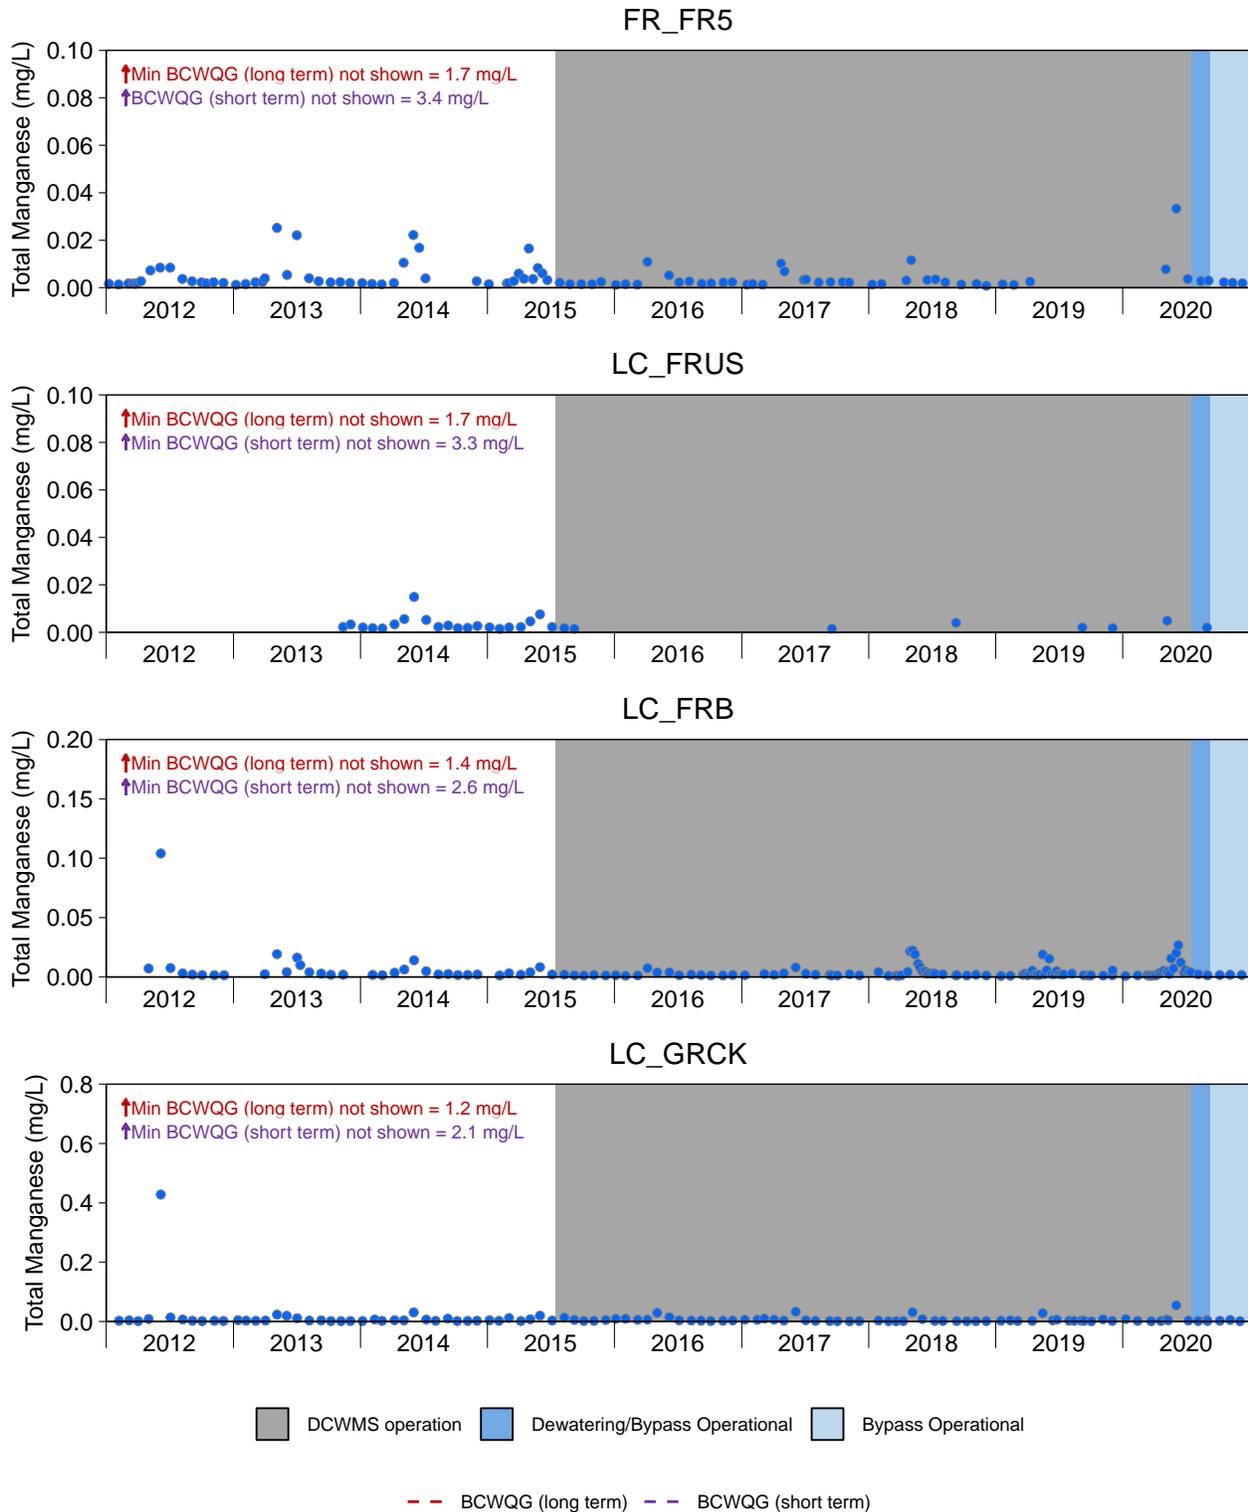 FR_FR5
Total Manganese (mg/L)
0.10
0.08
0.06
0.04
0.02
0.00
↑Min BCWQG (long term) not shown = 1.7 mg/L
↑BCWQG (short term) not shown = 3.4 mg/L
2012 2013 2014 2015 2016 2017 2018 2019 2020
LC_FRUS
Total Manganese (mg/L)
0.10
0.08
0.06
0.04
0.02
0.00
↑Min BCWQG (long term) not shown = 1.7 mg/L
↑Min BCWQG (short term) not shown = 3.3 mg/L
2012 2013 2014 2015 2016 2017 2018 2019 2020
LC_FRB
Total Manganese (mg/L)
0.20
0.15
0.10
0.05
0.00
↑Min BCWQG (long term) not shown = 1.4 mg/L
↑Min BCWQG (short term) not shown = 2.6 mg/L
2012 2013 2014 2015 2016 2017 2018 2019 2020
LC_GRCK
Total Manganese (mg/L)
0.8
0.6
0.4
0.2
0.0
↑Min BCWQG (long term) not shown = 1.2 mg/L
↑Min BCWQG (short term) not shown = 2.1 mg/L
2012 2013 2014 2015 2016 2017 2018 2019 2020
DCWMS operation Dewatering/Bypass Operational Bypass Operational
BCWQG (long term) BCWQG (short term)